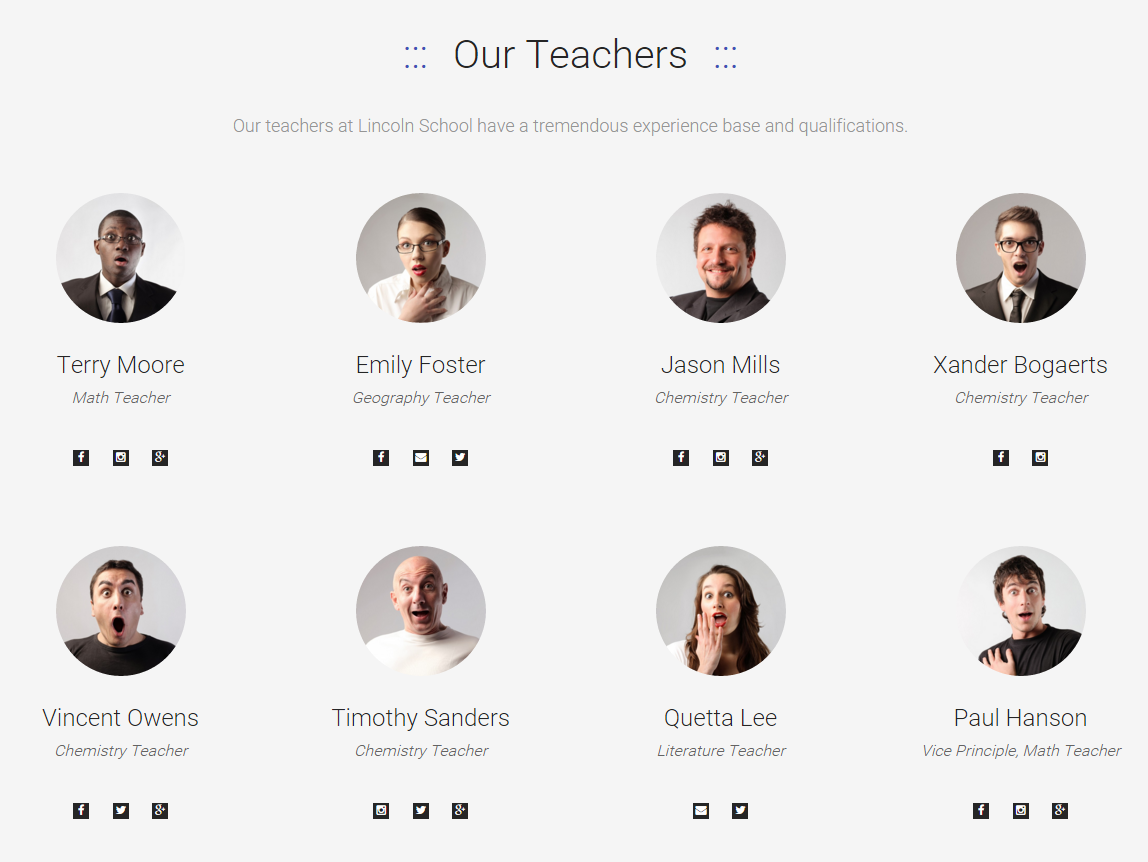 ::: Our Teachers :::
Our teachers at Lincoln School have a tremendous experience base and qualifications.
Terry Moore
Math Teacher
Emily Foster
Geography Teacher
Jason Mills
Chemistry Teacher
Xander Bogaerts
Chemistry Teacher
Vincent Owens
Chemistry Teacher
Timothy Sanders
Chemistry Teacher
Quetta Lee
Literature Teacher
Paul Hanson
Vice Principle, Math Teacher